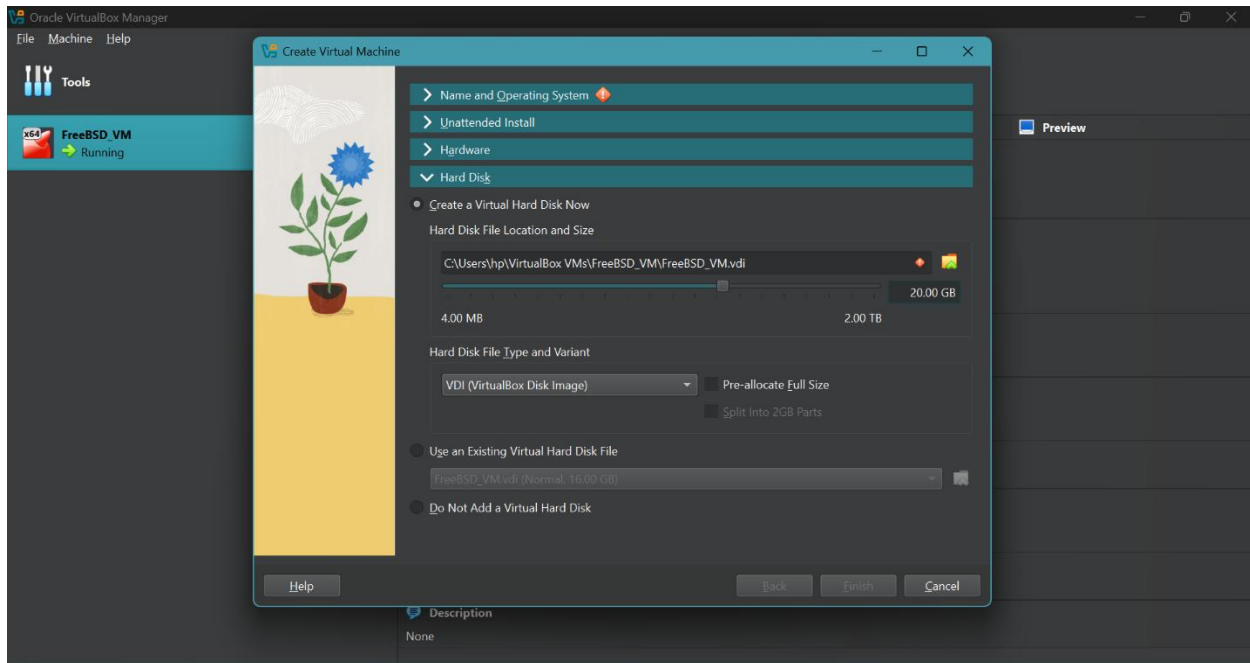 Oracle VirtualBox Manager
File Machine Help
Tools
x64
FreeBSD_VM
Running
Create Virtual Machine
Name and Operating System
Unattended Install
Hardware
Hard Disk
Create a Virtual Hard Disk Now
Hard Disk File Location and Size
C:\Users\hp\VirtualBox VMs\FreeBSD_VM\FreeBSD_VM.vdi
20.00 GB
4.00 MB 2.00 TB
Hard Disk File Type and Variant
VDI (VirtualBox Disk Image) Pre-allocate Full Size
Split Into 2GB Parts
Use an Existing Virtual Hard Disk File
FreeBSD_VM.vdi (Normal, 16.00 GB)
Do Not Add a Virtual Hard Disk
Help Back Finish Cancel
Preview
Description
None